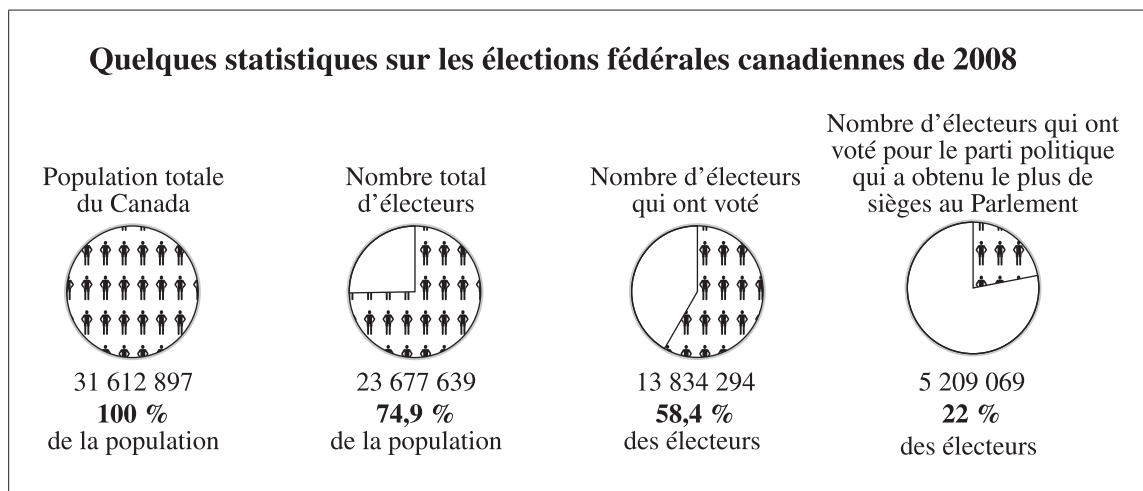 Quelques statistiques sur les élections fédérales canadiennes de 2008
Population totale
du Canada
31 612 897
100 %
de la population
Nombre total
d'électeurs
23 677 639
74,9 %
de la population
Nombre d'électeurs
qui ont voté
13 834 294
58,4 %
des électeurs
Nombre d'électeurs qui ont
voté pour le parti politique
qui a obtenu le plus de
sièges au Parlement
5 209 069
22 %
des électeurs